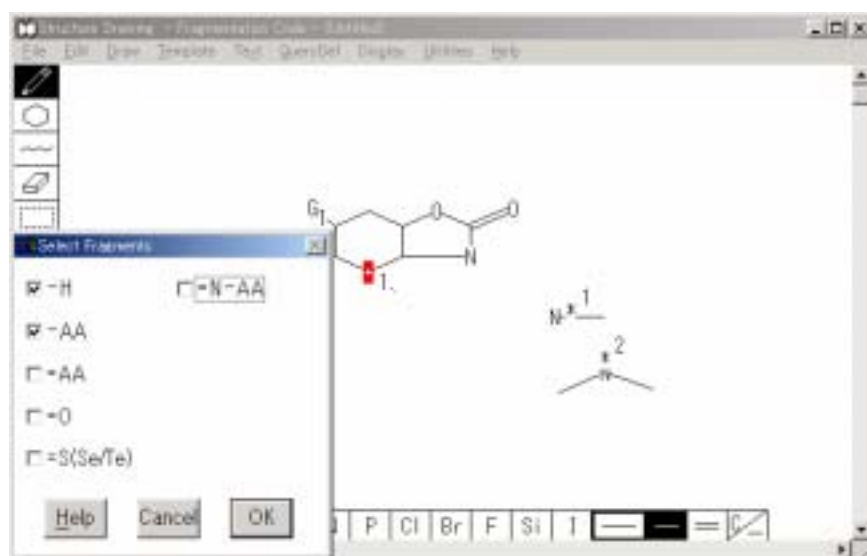 Structure Drawing - Fragmentation Code - (Untitled)
File Edit Draw Template Text QueryDef Display Utilities Help
G1
O
O
Select Fragments
N
-H
=N-AA
1.
-AA
N* 1
=AA
* 2
=O
=S(Se/Te)
Help Cancel OK
P Cl Br F Si I